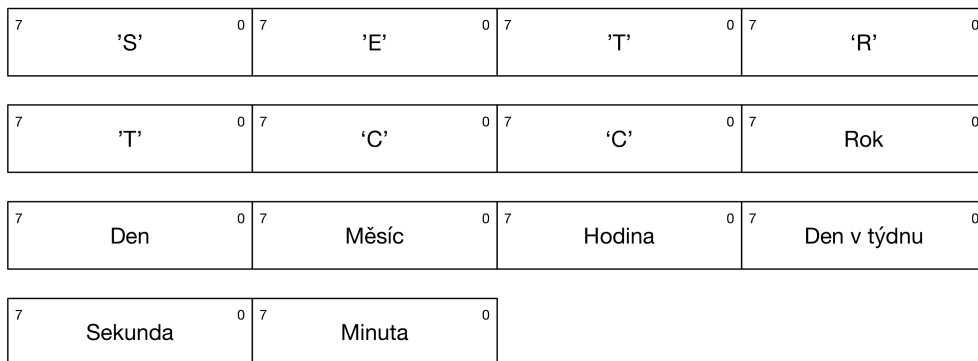 7 ’S’ 0 7 ’E’ 0 7 ’T’ 0 7 ‘R’ 0
7 ’T’ 0 7 ‘C’ 0 7 ‘C’ 0 7 Rok 0
7 Den 0 7 Měsíc 0 7 Hodina 0 7 Den v týdnu 0
7 Sekunda 0 7 Minuta 0